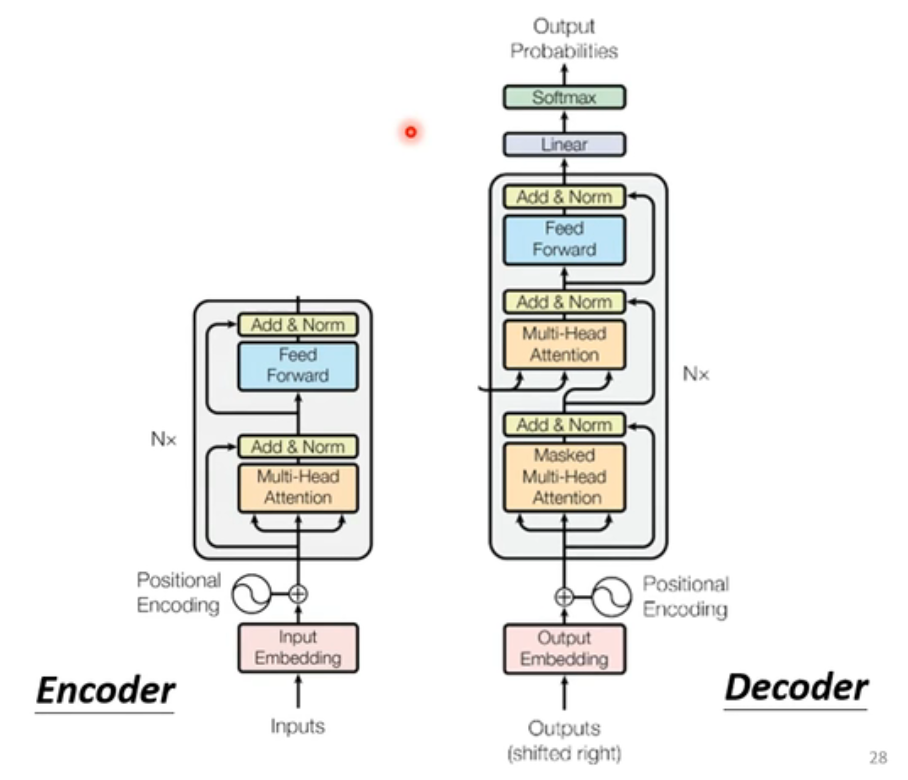 Output
Probabilities
Softmax
Linear
Add & Norm
Feed
Forward
Add & Norm
Multi-Head
Attention
Nx
Add & Norm
Masked
Multi-Head
Attention
Positional
Encoding
Output
Embedding
Outputs
(shifted right)
Decoder
Add & Norm
Feed
Forward
Nx
Add & Norm
Multi-Head
Attention
Positional
Encoding
Input
Embedding
Inputs
Encoder
28